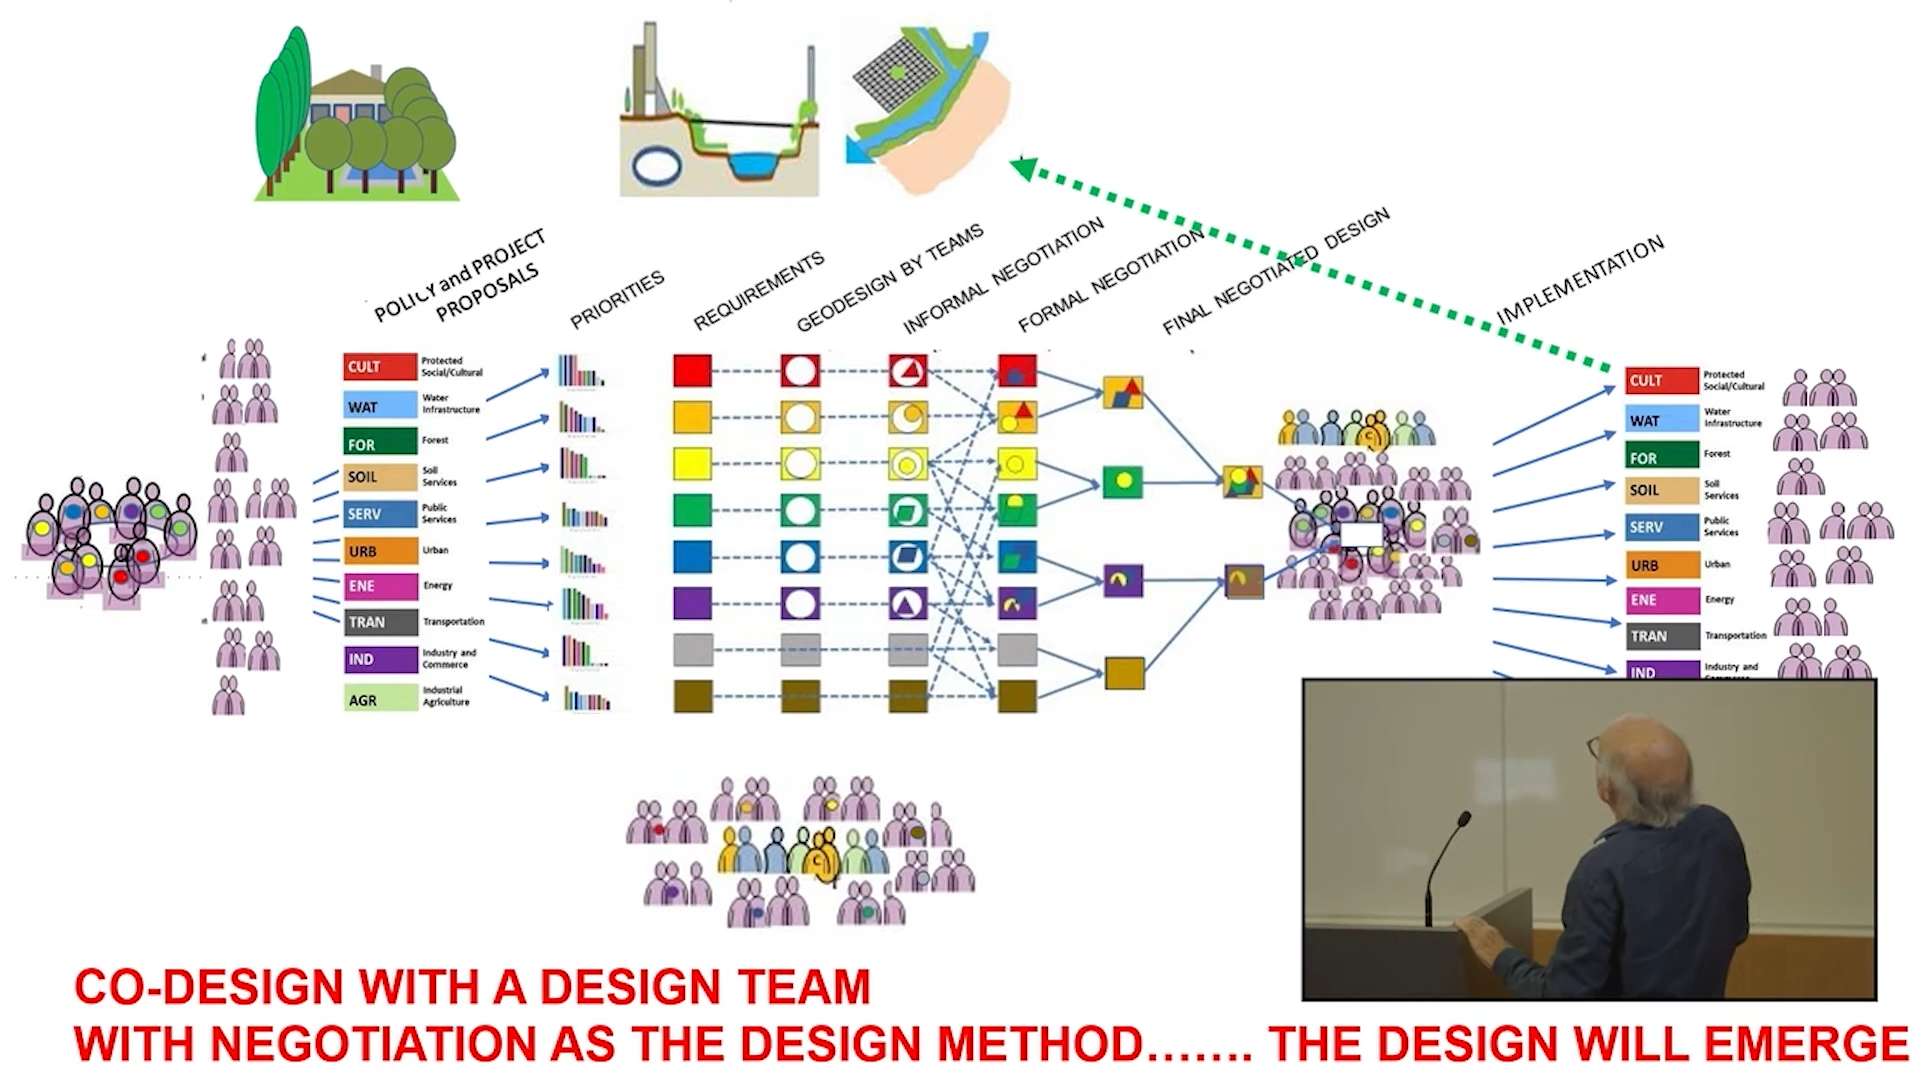 POLICY and PROJECT
PROPOSALS
PRIORITIES
REQUIREMENTS
GEODESIGN BY TEAMS
INFORMAL NEGOTIATION
FORMAL NEGOTIATION
FINAL NEGOTIATED DESIGN
IMPLEMENTATION
CULT Protected
Social/Cultural
WAT Water
Infrastructure
FOR Forest
SOIL Soil
Services
SERV Public
Services
URB Urban
ENE Energy
TRAN Transportation
IND Industry and
Commerce
AGR Industrial
Agriculture
CULT Protected
Social/Cultural
WAT Water
Infrastructure
FOR Forest
SOIL Soil
Services
SERV Public
Services
URB Urban
ENE Energy
TRAN Transportation
IND Industry and
C
C
CO-DESIGN WITH A DESIGN TEAM
WITH NEGOTIATION AS THE DESIGN METHOD……. THE DESIGN WILL EMERGE